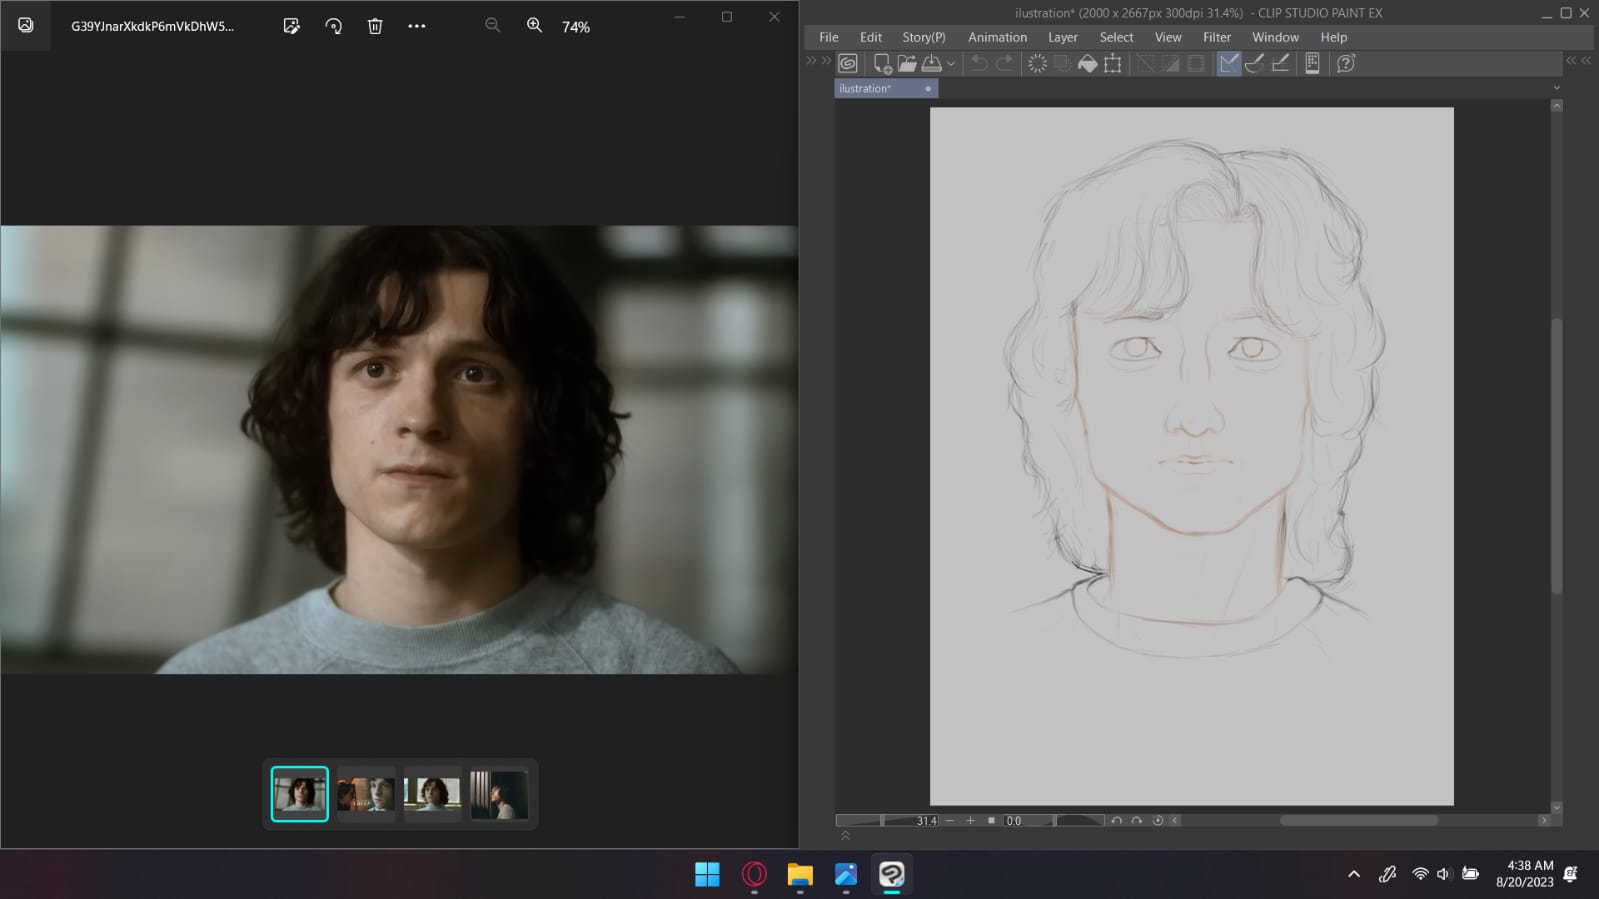 G39YJnarXkdkP6mVkDhW5...
74%
ilustration* (2000 x 2667px 300dpi 31.4%) - CLIP STUDIO PAINT EX
File Edit Story(P) Animation Layer Select View Filter Window Help
ilustration*
31.4
0.0
4:38 AM
8/20/2023